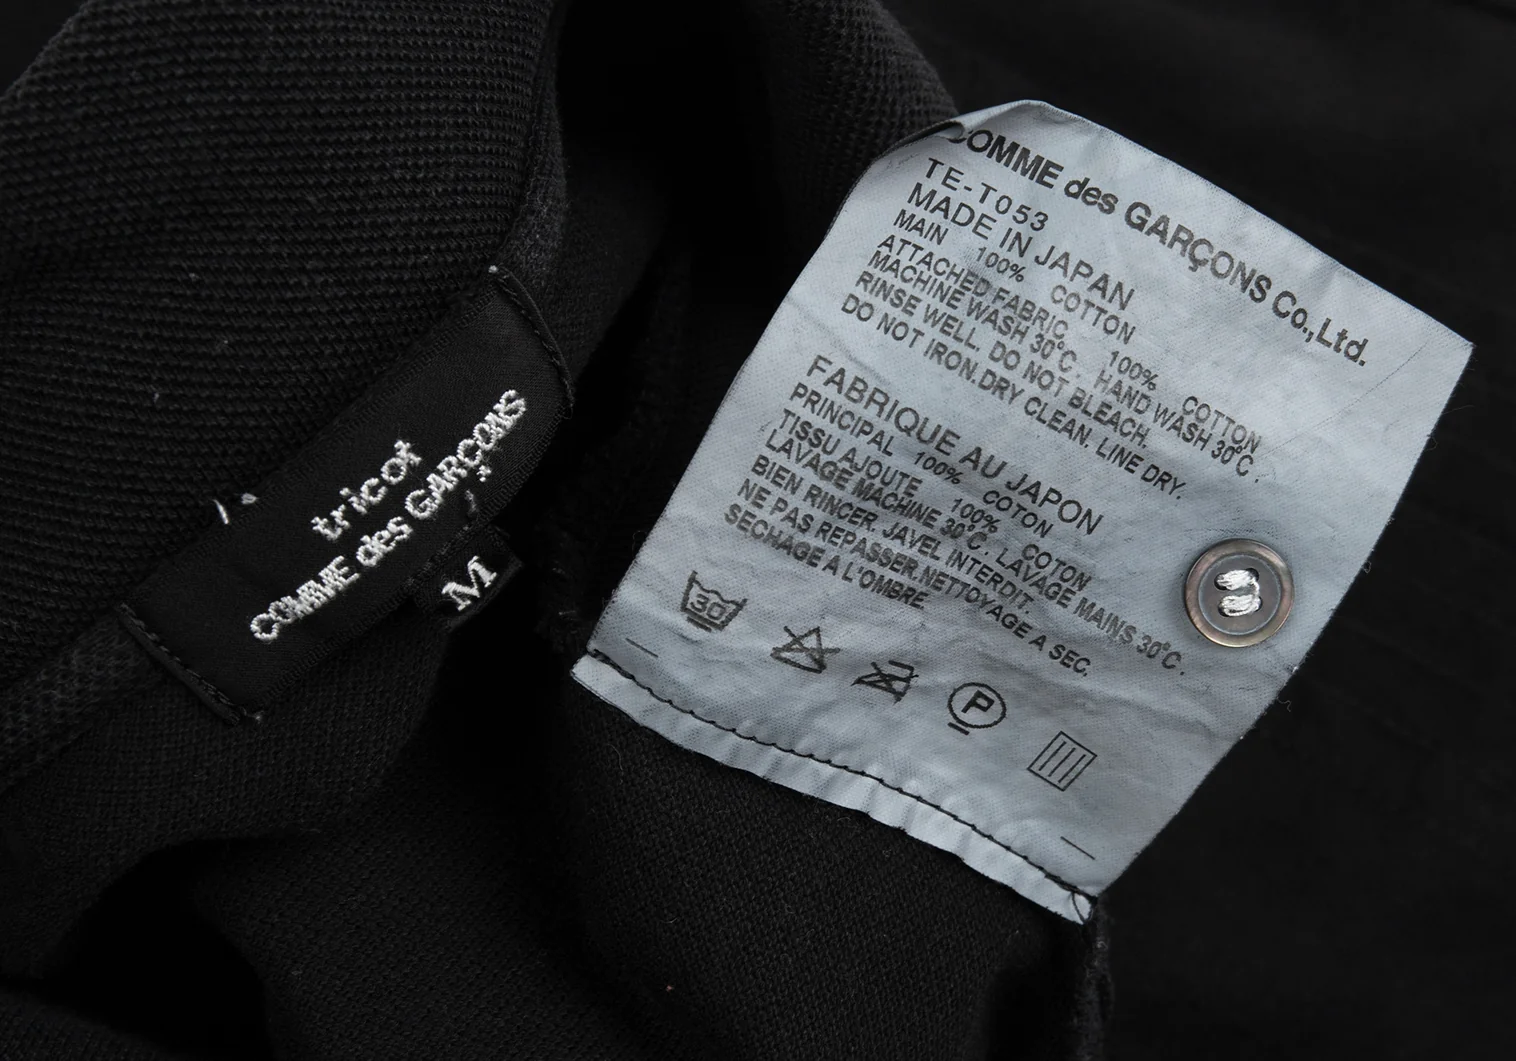 tricot
COMME des GARÇONS
M
COMME des GARÇONS Co.,Ltd.
TE-T053
MADE IN JAPAN
MAIN 100% COTTON
ATTACHED FABRIC 100% COTTON
MACHINE WASH 30°C. HAND WASH 30°C.
RINSE WELL. DO NOT BLEACH.
DO NOT IRON.DRY CLEAN. LINE DRY.
FABRIQUE AU JAPON
PRINCIPAL 100% COTON
TISSU AJOUTE 100% COTON
LAVAGE MACHINE 30°C. LAVAGE MAINS 30°C.
BIEN RINCER. JAVEL INTERDIT.
NE PAS REPASSER.NETTOYAGE A SEC.
SECHAGE A L'OMBRE.
30
P